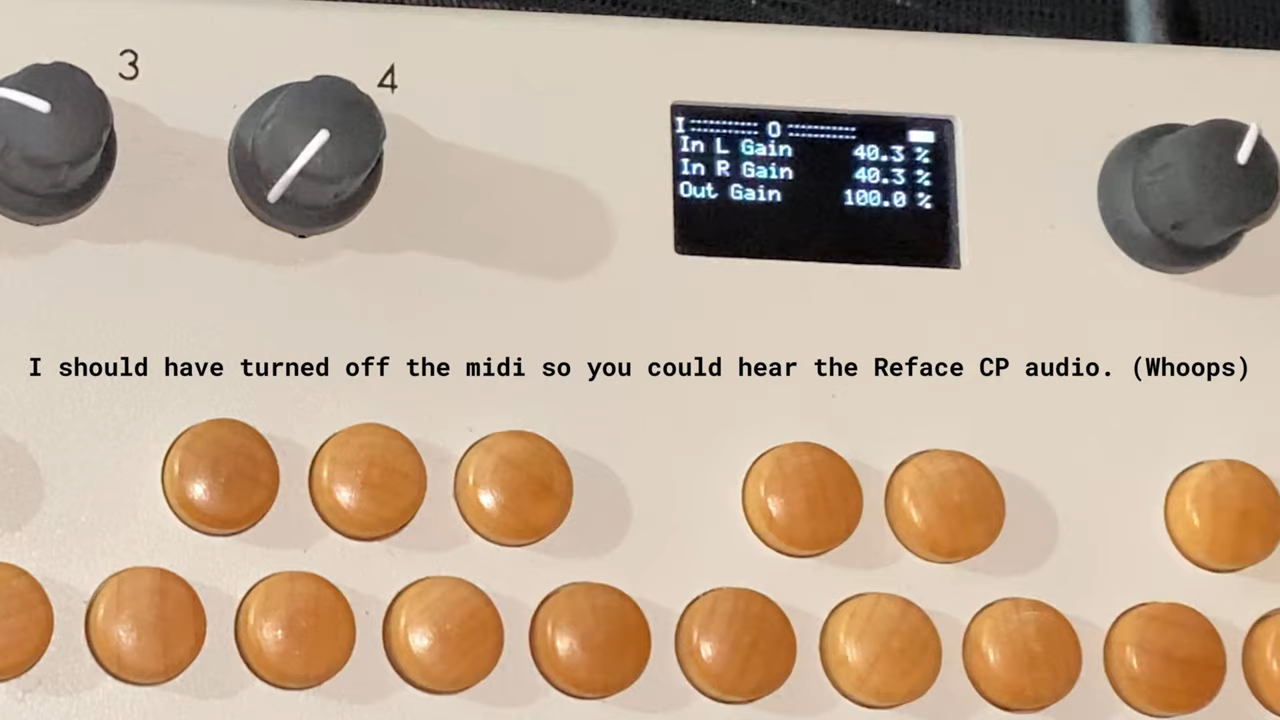 3
4
I O
In L Gain 40.3 %
In R Gain 40.3 %
Out Gain 100.0 %
I should have turned off the midi so you could hear the Reface CP audio. (Whoops)